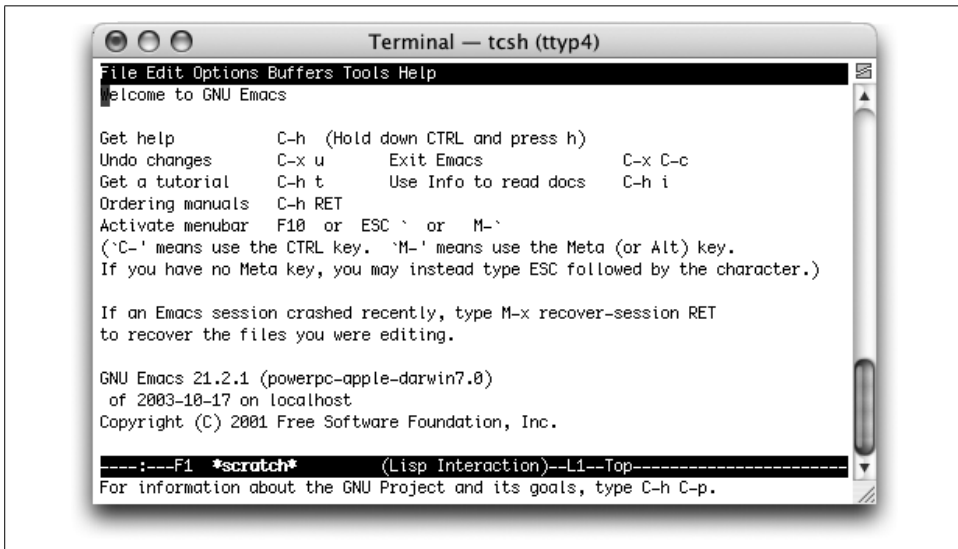 Terminal — tcsh (ttyp4)
File Edit Options Buffers Tools Help
Welcome to GNU Emacs
Get help C-h (Hold down CTRL and press h)
Undo changes C-x u Exit Emacs C-x C-c
Get a tutorial C-h t Use Info to read docs C-h i
Ordering manuals C-h RET
Activate menubar F10 or ESC ` or M-`
(`C-' means use the CTRL key. `M-' means use the Meta (or Alt) key.
If you have no Meta key, you may instead type ESC followed by the character.)
If an Emacs session crashed recently, type M-x recover-session RET
to recover the files you were editing.
GNU Emacs 21.2.1 (powerpc-apple-darwin7.0)
of 2003-10-17 on localhost
Copyright (C) 2001 Free Software Foundation, Inc.
----:---F1 *scratch* (Lisp Interaction)--L1--Top-----------------------
For information about the GNU Project and its goals, type C-h C-p.